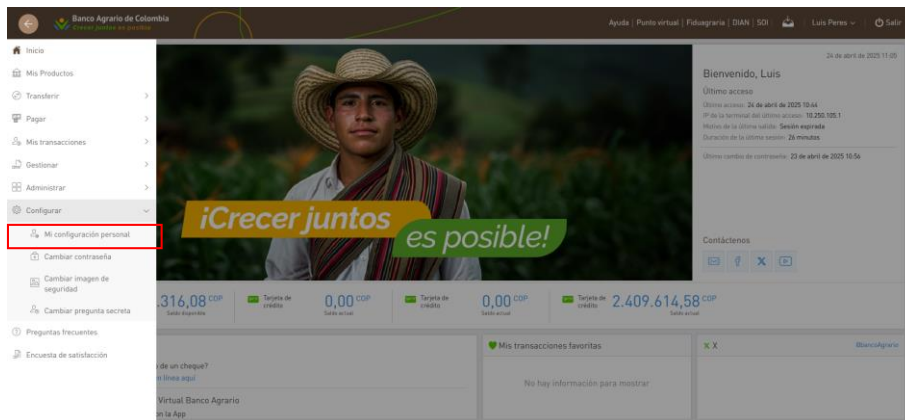 Banco Agrario de Colombia
Crecer juntos es posible
Ayuda | Punto virtual | Fiduagraria | DIAN | SOI
Luis Peres
Salir
Inicio
Mis Productos
Transferir
Pagar
Mis transacciones
Gestionar
Administrar
Configurar
Mi configuración personal
Cambiar contraseña
Cambiar imagen de
seguridad
Cambiar pregunta secreta
Preguntas frecuentes
Encuesta de satisfacción
¡Crecer juntos
es posible!
24 de abril de 2025 11:05
Bienvenido, Luis
Último acceso
Último acceso: 24 de abril de 2025 10:44
IP de la terminal del último acceso: 10.250.105.1
Motivo de la última salida: Sesión expirada
Duración de la última sesión: 26 minutos
Último cambio de contraseña: 23 de abril de 2025 10:56
Contáctenos
.316,08 COP
Saldo disponible
Tarjeta de
crédito
0,00 COP
Saldo actual
Tarjeta de
crédito
0,00 COP
Saldo actual
Tarjeta de
crédito
2.409.614,58 COP
Saldo actual
de un cheque?
n línea aquí
Virtual Banco Agrario
on la App
Mis transacciones favoritas
No hay información para mostrar
X X
@bancoAgrario